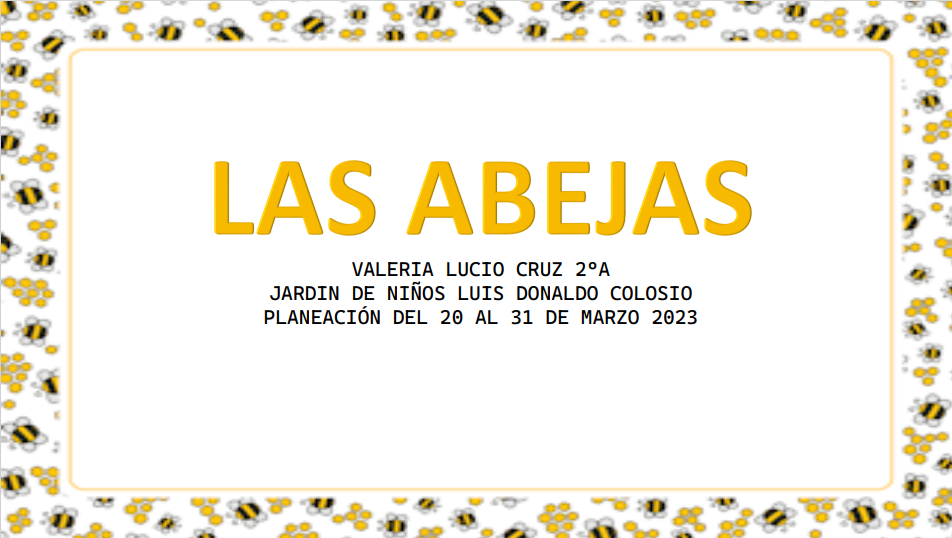 LAS ABEJAS
VALERIA LUCIO CRUZ 2°A
JARDIN DE NIÑOS LUIS DONALDO COLOSIO
PLANEACIÓN DEL 20 AL 31 DE MARZO 2023